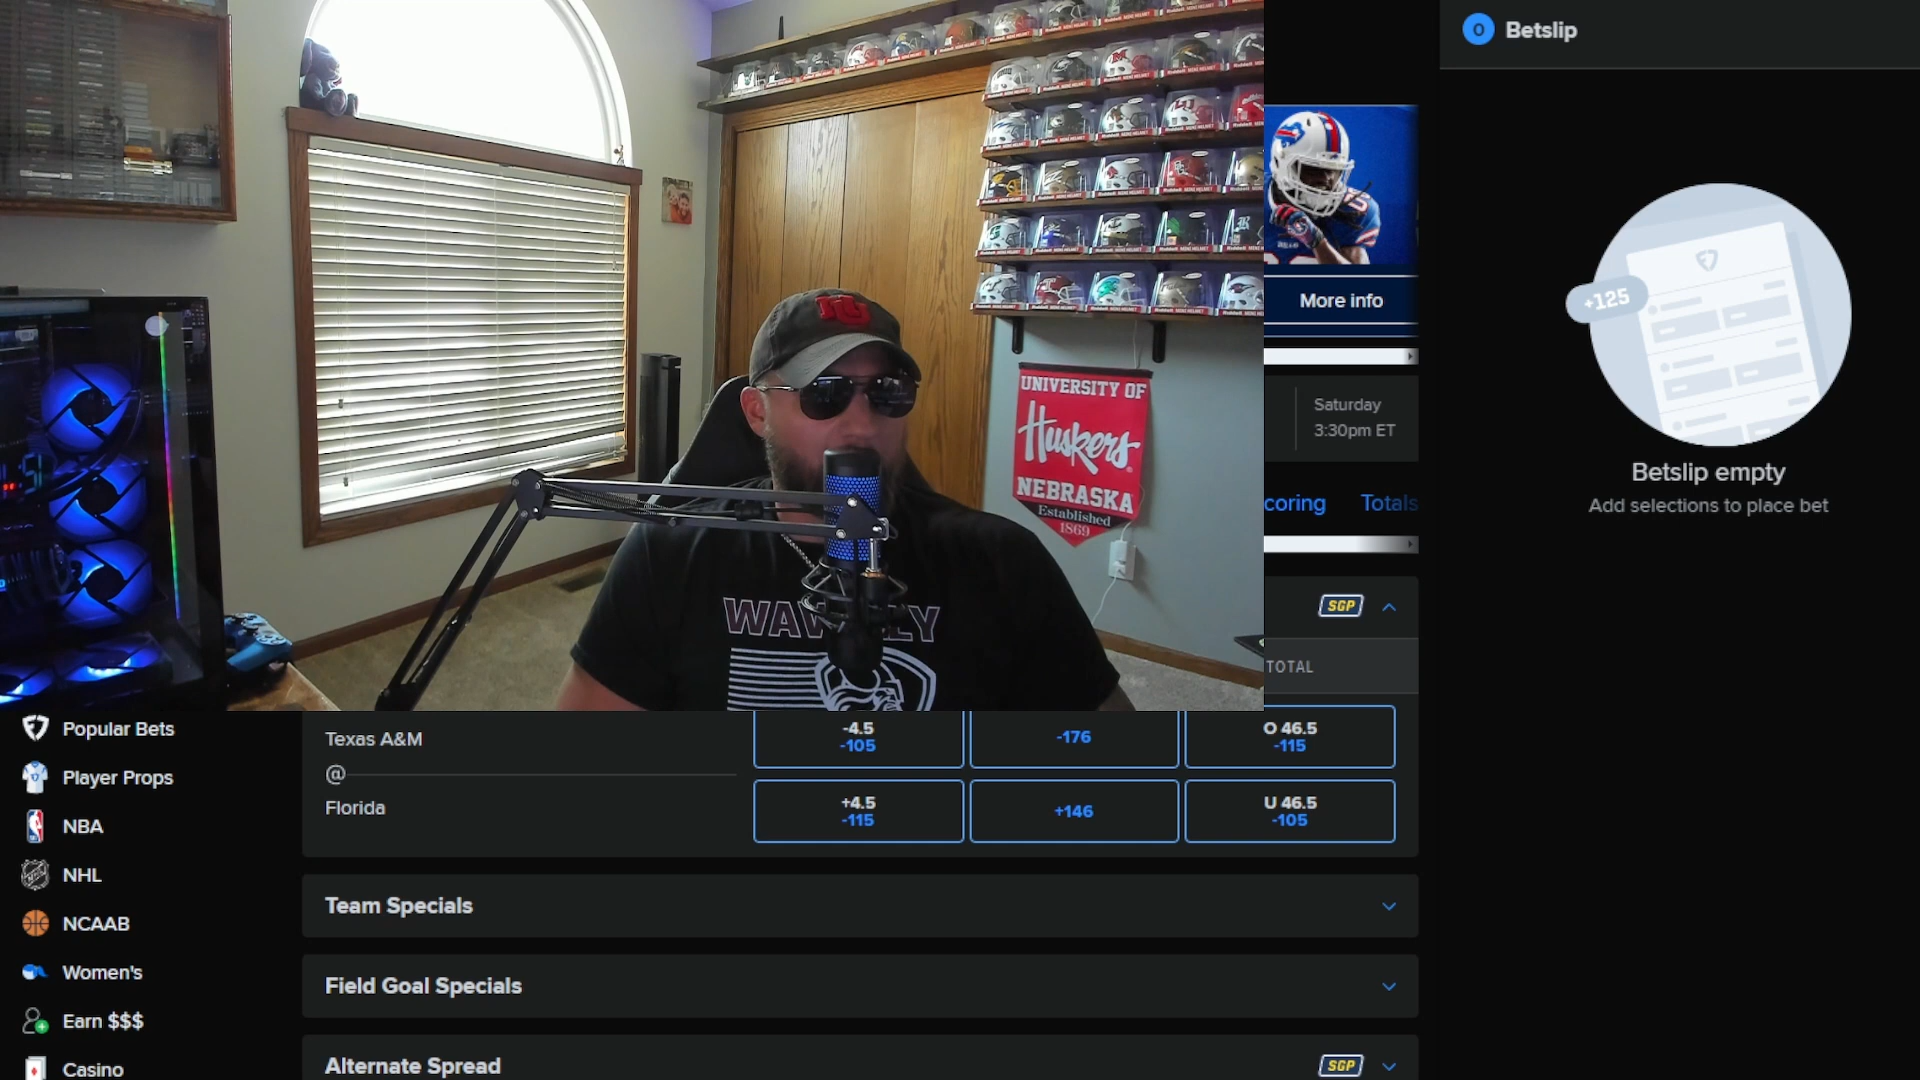 0 Betslip
More info
Saturday
3:30pm ET
+125
Betslip empty
Add selections to place bet
UNIVERSITY OF
Huskers
NEBRASKA
Established
1869
coring Totals
SGP
TOTAL
Popular Bets
Player Props
NBA
NHL
NCAAB
Women's
Earn $$$
Casino
Texas A&M
-4.5
-105
-176
O 46.5
-115
@
Florida
+4.5
-115
+146
U 46.5
-105
Team Specials
Field Goal Specials
Alternate Spread
SGP